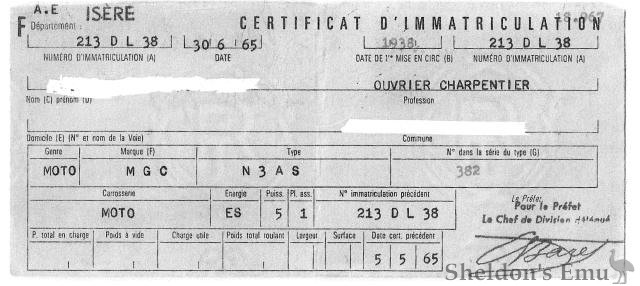 A.E ISÈRE
F Département : CERTIFICAT D'IMMATRICULATION
213 D L 38 30 6 65 1938 213 D L 38
NUMÉRO D'IMMATRICULATION (A) DATE DATE DE 1re MISE EN CIRC (B) NUMÉRO D'IMMATRICULATION (A)
OUVRIER CHARPENTIER
Nom (C) prénom (D) Profession
Domicile (E) (N° et nom de la Voie) Commune
Genre Marque (F) Type N° dans la série du type (G)
MOTO M G C N 3 A S 382
Carrosserie Energie Puiss. Pl. ass. N° immatriculation précédent
MOTO ES 5 1 213 D L 38
Le Préfet,
Pour le Préfet
Le Chef de Division
P. total en charge Poids à vide Charge utile Poids total roulant Largeur Surface Date cert. précédent
5 5 65
Sheldon's Emu